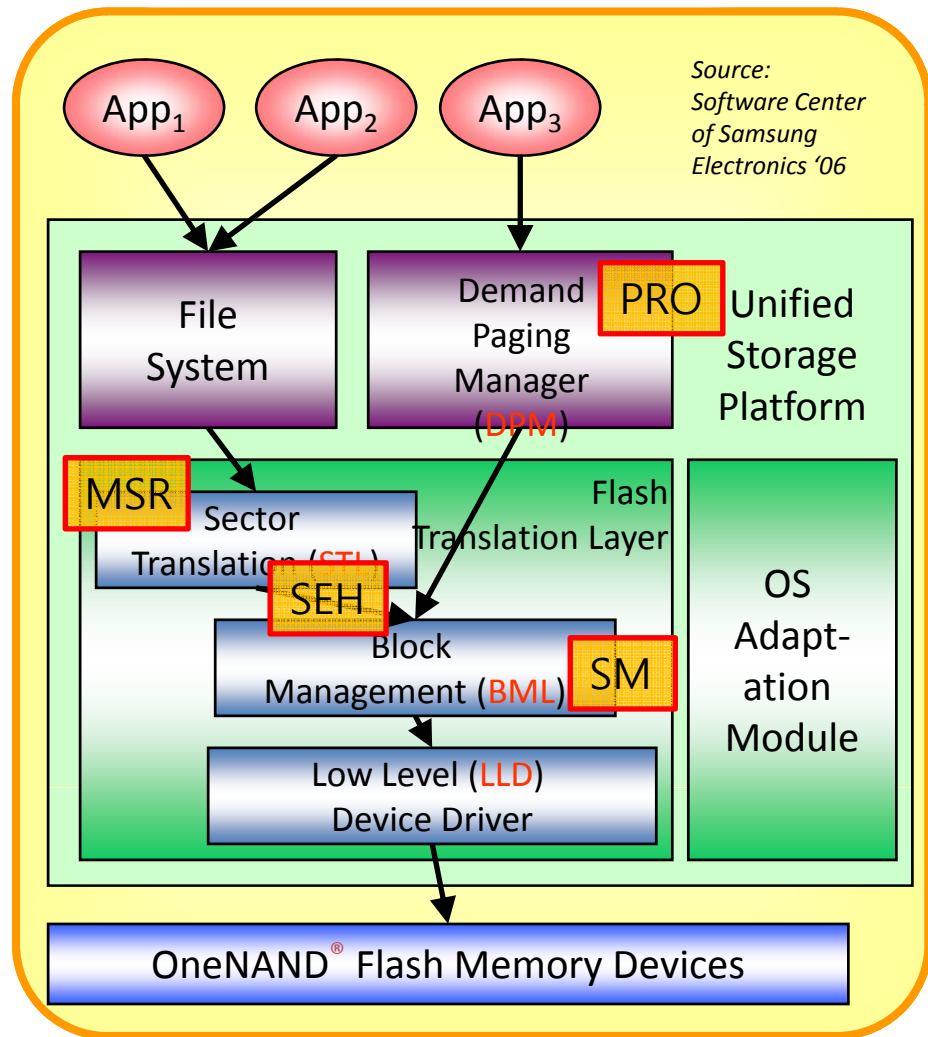 App1
App2
App3
Source:
Software Center
of Samsung
Electronics ‘06
File
System
Demand
Paging
Manager
(DPM)
PRO
Unified
Storage
Platform
MSR
Sector
Translation (STL)
Flash
Translation Layer
SEH
Block
Management (BML)
SM
OS
Adapt-
ation
Module
Low Level (LLD)
Device Driver
OneNAND® Flash Memory Devices